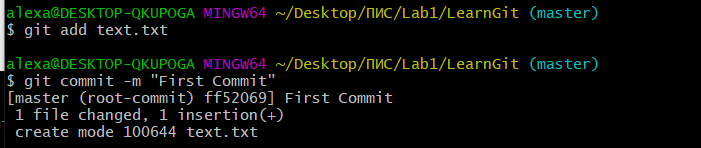 alexa@DESKTOP-QKUPOGA MINGW64 ~/Desktop/ПИС/Lab1/LearnGit (master)
$ git add text.txt
alexa@DESKTOP-QKUPOGA MINGW64 ~/Desktop/ПИС/Lab1/LearnGit (master)
$ git commit -m "First Commit"
[master (root-commit) ff52069] First Commit
 1 file changed, 1 insertion(+)
 create mode 100644 text.txt